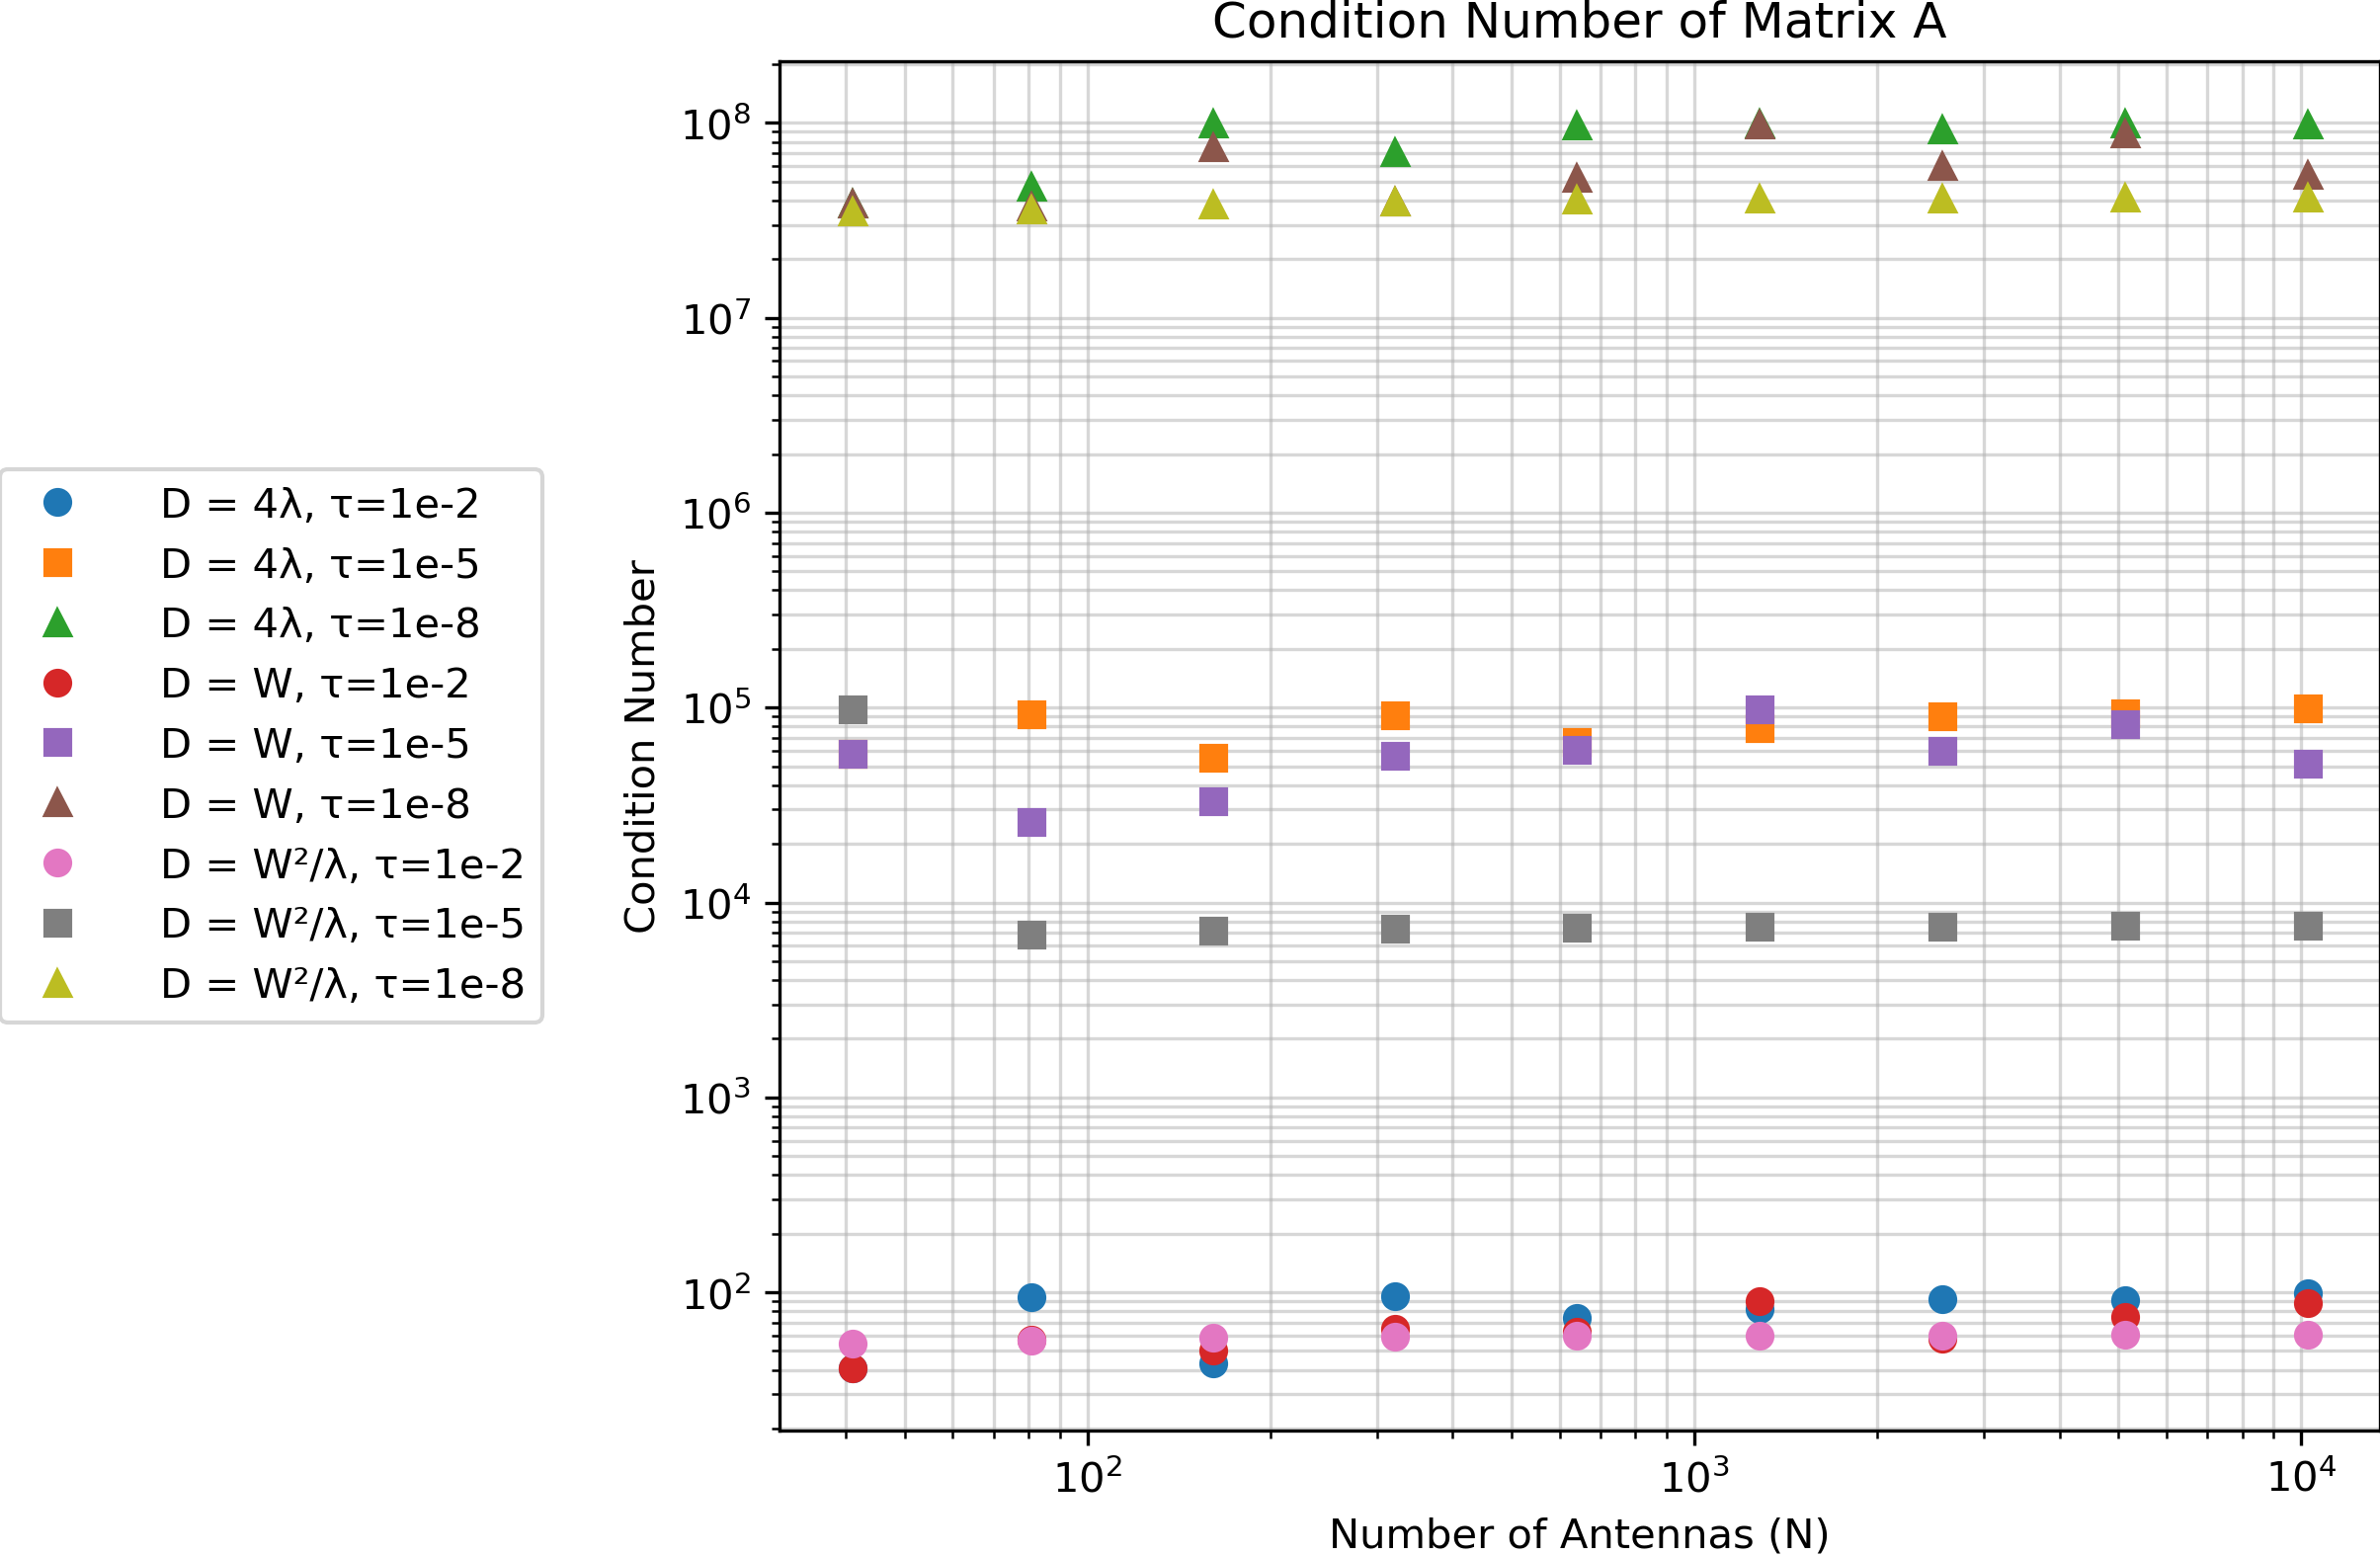 Condition Number of Matrix A
10⁸
10⁷
10⁶
10⁵
10⁴
10³
10²
Condition Number
D = 4λ, τ=1e-2
D = 4λ, τ=1e-5
D = 4λ, τ=1e-8
D = W, τ=1e-2
D = W, τ=1e-5
D = W, τ=1e-8
D = W²/λ, τ=1e-2
D = W²/λ, τ=1e-5
D = W²/λ, τ=1e-8
10² 10³ 10⁴
Number of Antennas (N)